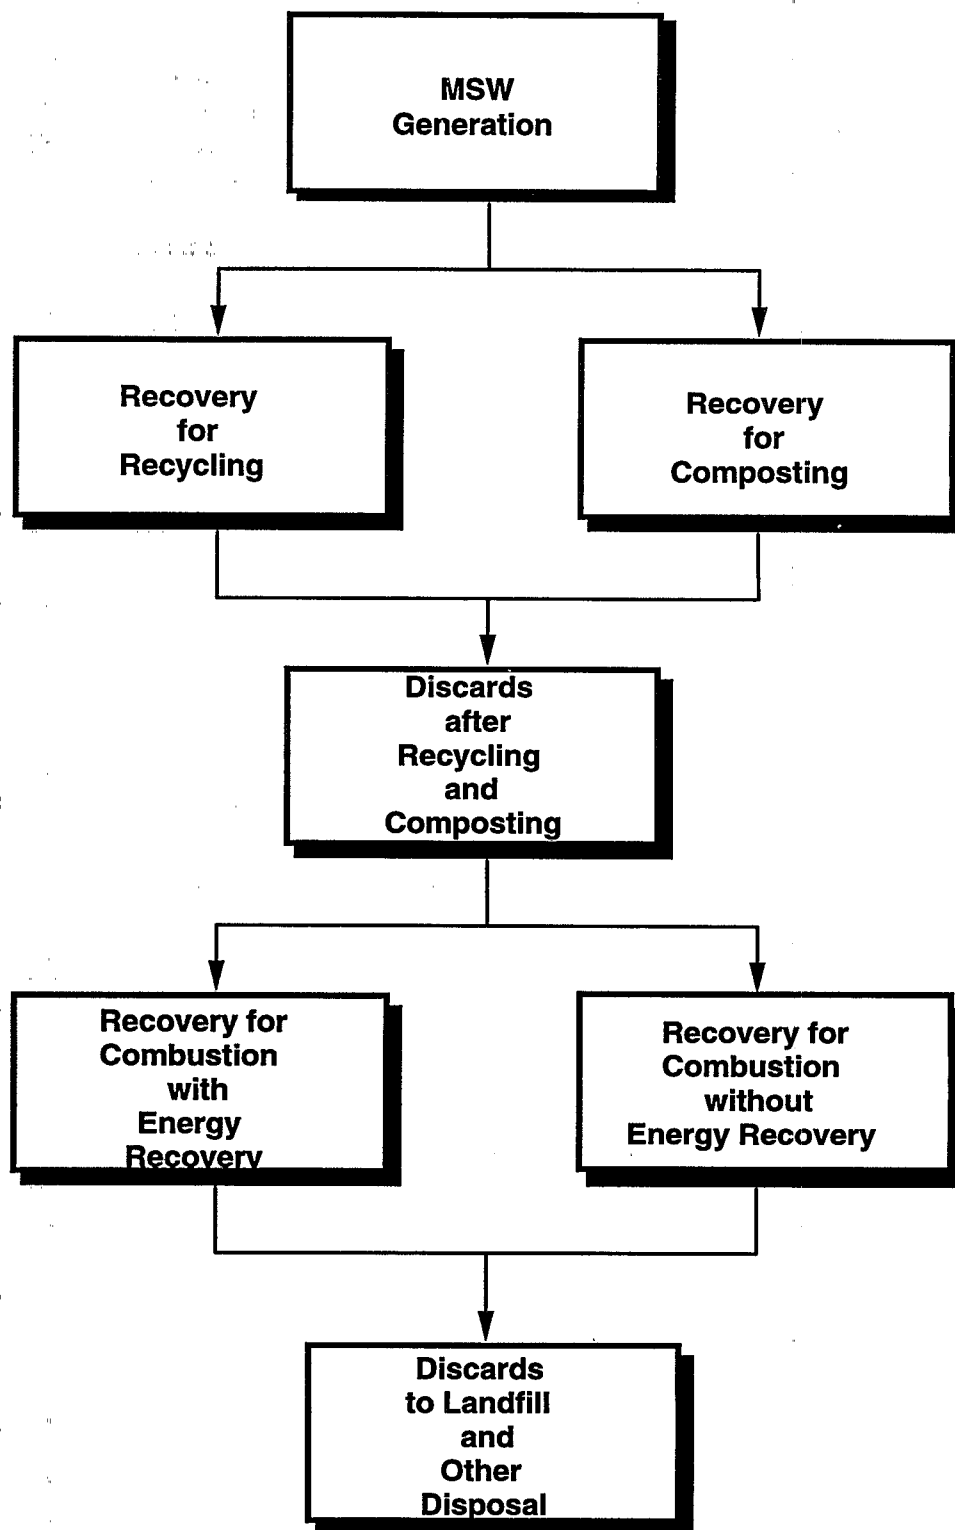 MSW
Generation
Recovery
for
Recycling
Recovery
for
Composting
Discards
after
Recycling
and
Composting
Recovery for
Combustion
with
Energy
Recovery
Recovery for
Combustion
without
Energy Recovery
Discards
to Landfill
and
Other
Disposal